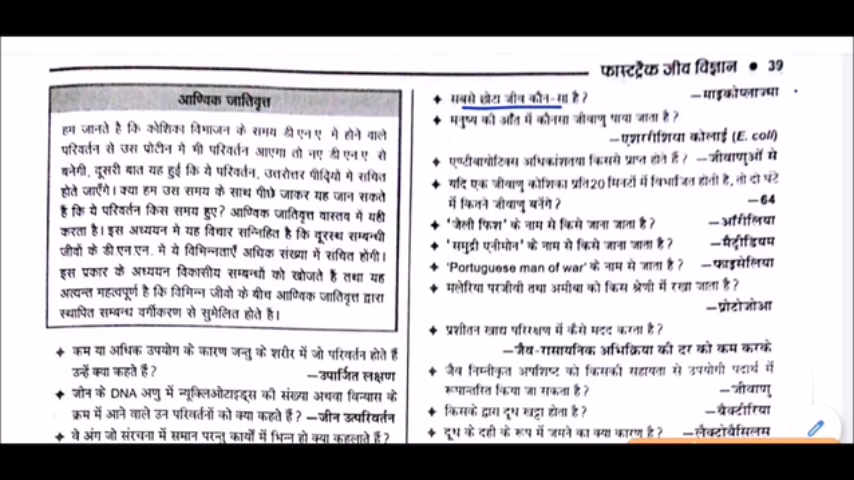 फास्टट्रैक जीव विज्ञान ● 39
आण्विक जातिवृत्त
हम जानते है कि कोशिका विभाजन के समय डी एन ए में होने वाले
परिवर्तन से उस प्रोटीन में भी परिवर्तन आएगा तो नए डी एन ए से
बनेगी, दूसरी बात यह हुई कि ये परिवर्तन, उत्तरोत्तर पीढ़ियो में सचित
होते जाएँगे। क्या हम उस समय के साथ पीछे जाकर यह जान सकते
है कि ये परिवर्तन किस समय हुए? आण्विक जातिवृत्त वास्तव में यही
करता है। इस अध्ययन मे यह विचार सन्निहित है कि दूरस्थ सम्बन्धी
जीवो के डी.एन.एन. मे ये विभिन्नताएँ अधिक संख्या में सचित होगी।
इस प्रकार के अध्ययन विकासीय सम्बन्धों को खोजते है तथा यह
अत्यन्त महत्वपूर्ण है कि विभिन्न जीवो के बीच आण्विक जातिवृत्त द्वारा
स्थापित सम्बन्ध वर्गीकरण से सुमेलित होते है।
✦ कम या अधिक उपयोग के कारण जन्तु के शरीर में जो परिवर्तन होते हैं
उन्हें क्या कहते हैं? —उपार्जित लक्षण
✦ जीन के DNA अणु में न्यूक्लिओटाइड्स की संख्या अथवा विन्यास के
क्रम में आने वाले उन परिवर्तनों को क्या कहते हैं? —जीन उत्परिवर्तन
✦ वे अंग जो संरचना में समान परन्तु कार्यों में भिन्न हो क्या कहलाते हैं?
✦ सबसे छोटा जीव कौन-सा है? —माइकोप्लाज्मा
✦ मनुष्य की आँत में कौनसा जीवाणु पाया जाता है?
—एशररीशिया कोलाई (E. coli)
✦ एण्टीबायोटिक्स अधिकांशतया किससे प्राप्त होते हैं? —जीवाणुओं से
✦ यदि एक जीवाणु कोशिका प्रति 20 मिनटों में विभाजित होती है, तो दो घंटे
में कितने जीवाणु बनेंगे? —64
✦ 'जेली फिश' के नाम से किसे जाना जाता है? —ऑरीलिया
✦ 'समुद्री एनीमोन' के नाम से किसे जाना जाता है? —मैट्रीडियम
✦ 'Portuguese man of war' के नाम से जाता है? —फाइसेलिया
✦ मलेरिया परजीवी तथा अमीबा को किस श्रेणी में रखा जाता है?
—प्रोटोजोआ
✦ प्रशीतन खाद्य परिरक्षण में कैसे मदद करता है?
—जैव-रासायनिक अभिक्रिया की दर को कम करके
✦ जैव निम्नीकृत अपशिष्ट को किसकी सहायता से उपयोगी पदार्थ में
रूपान्तरित किया जा सकता है? —जीवाणु
✦ किसके द्वारा दूध खट्टा होता है? —बैक्टीरिया
✦ दूध के दही के रूप में जमने का क्या कारण है? —लैक्टोबैसिलस